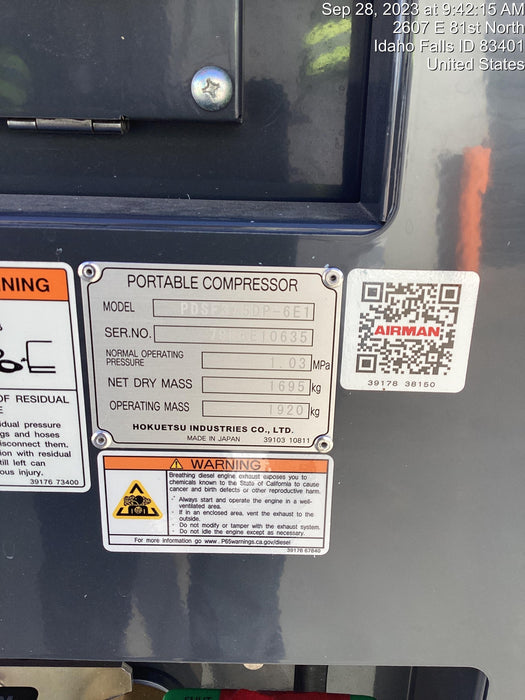 Sep 28, 2023 at 9:42:15 AM
2607 E 81st North
Idaho Falls ID 83401
United States
PORTABLE COMPRESSOR
MODEL
SER.NO.
NORMAL OPERATING
PRESSURE 1.03 MPa
NET DRY MASS 1695 kg
OPERATING MASS 1920 kg
HOKUETSU INDUSTRIES CO., LTD.
MADE IN JAPAN 39103 10811
AIRMAN
39178 38150
NING
OF RESIDUAL
E
idual pressure
gs and hoses
isconnect them.
ion with residual
till left can
ous injury.
39176 73400
WARNING
Breathing diesel engine exhaust exposes you to
chemicals known to the State of California to cause
cancer and birth defects or other reproductive harm.
- Always start and operate the engine in a well-
ventilated area.
- If in an enclosed area, vent the exhaust to the
outside.
- Do not modify or tamper with the exhaust system.
- Do not idle the engine except as necessary.
For more information go www.P65warnings.ca.gov/diesel
39176 67840